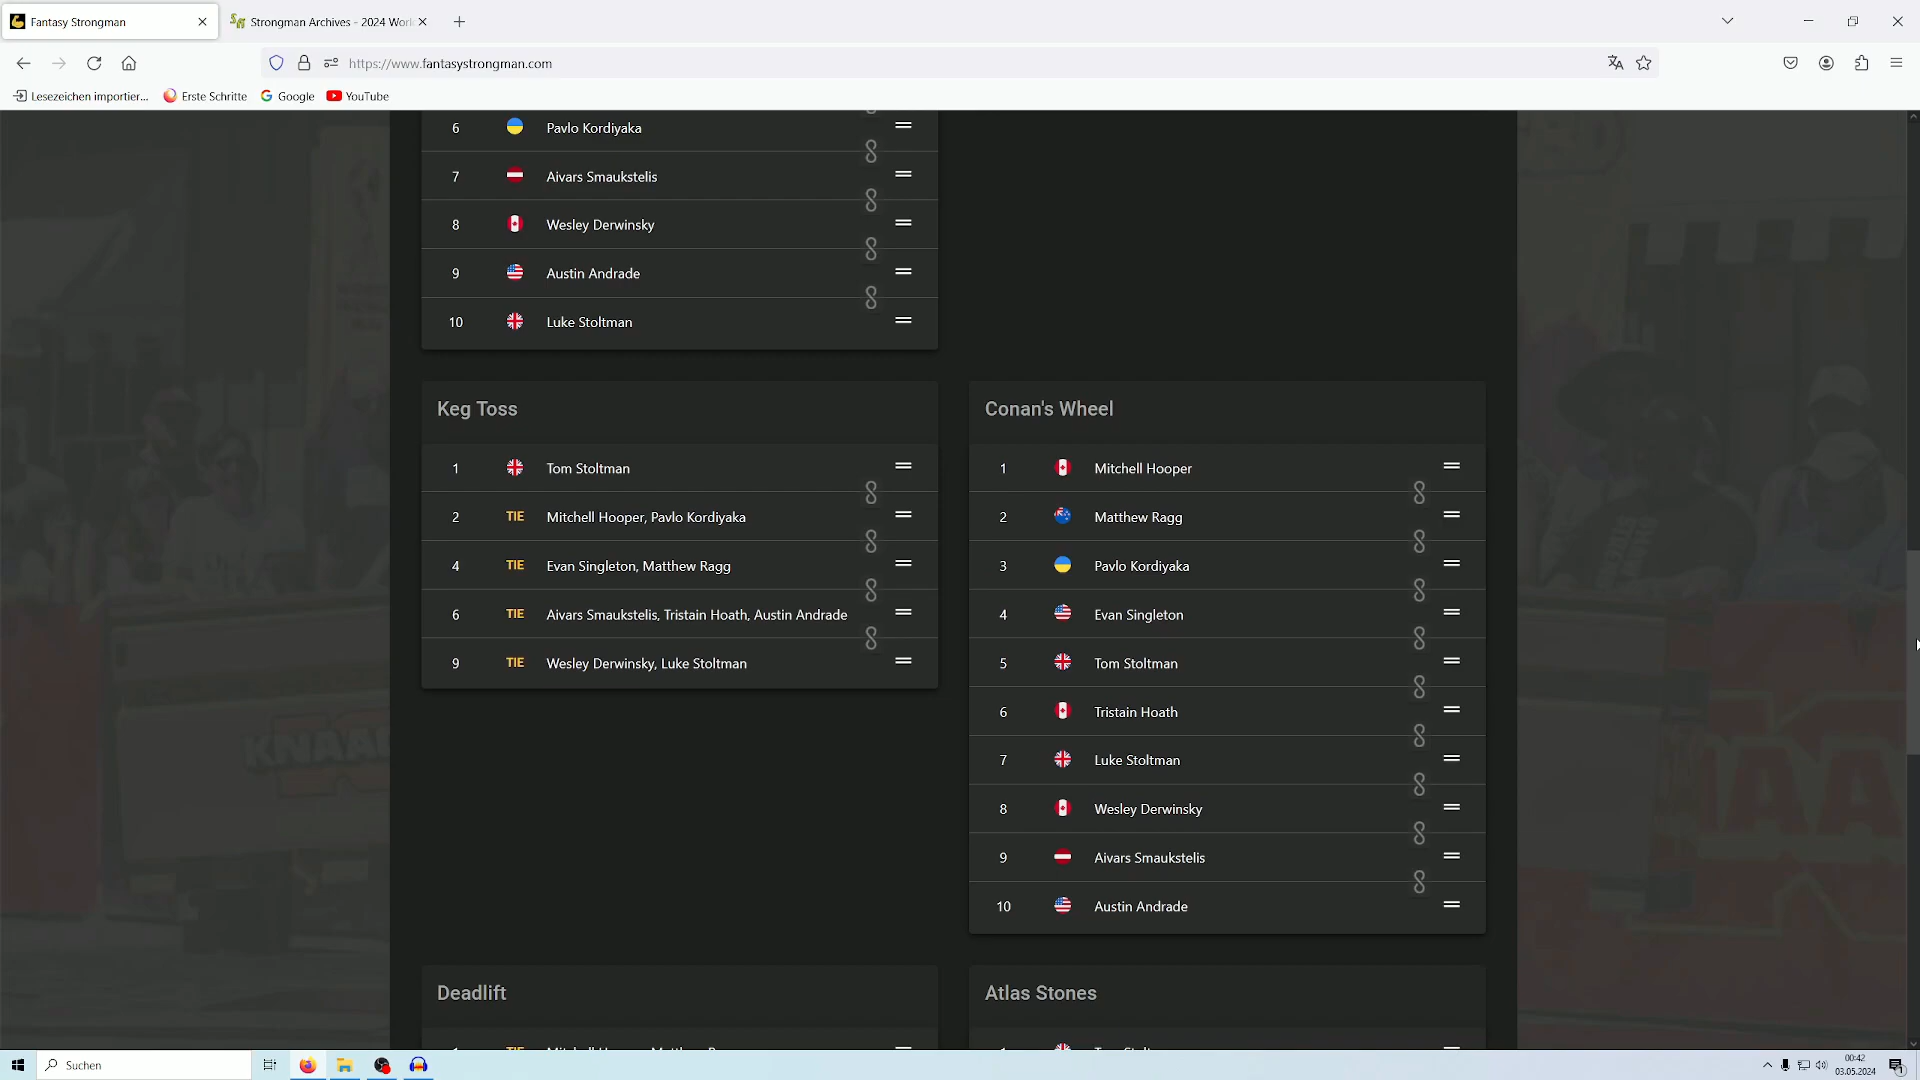 Fantasy Strongman
Strongman Archives - 2024 Worl
https://www.fantasystrongman.com
Lesezeichen importier...
Erste Schritte
Google
YouTube
6 Pavlo Kordiyaka
7 Aivars Smaukstelis
8 Wesley Derwinsky
9 Austin Andrade
10 Luke Stoltman
Keg Toss
1 Tom Stoltman
2 TIE Mitchell Hooper, Pavlo Kordiyaka
4 TIE Evan Singleton, Matthew Ragg
6 TIE Aivars Smaukstelis, Tristain Hoath, Austin Andrade
9 TIE Wesley Derwinsky, Luke Stoltman
Conan's Wheel
1 Mitchell Hooper
2 Matthew Ragg
3 Pavlo Kordiyaka
4 Evan Singleton
5 Tom Stoltman
6 Tristain Hoath
7 Luke Stoltman
8 Wesley Derwinsky
9 Aivars Smaukstelis
10 Austin Andrade
Deadlift
Atlas Stones
KNAA
Suchen
00:42
03.05.2024